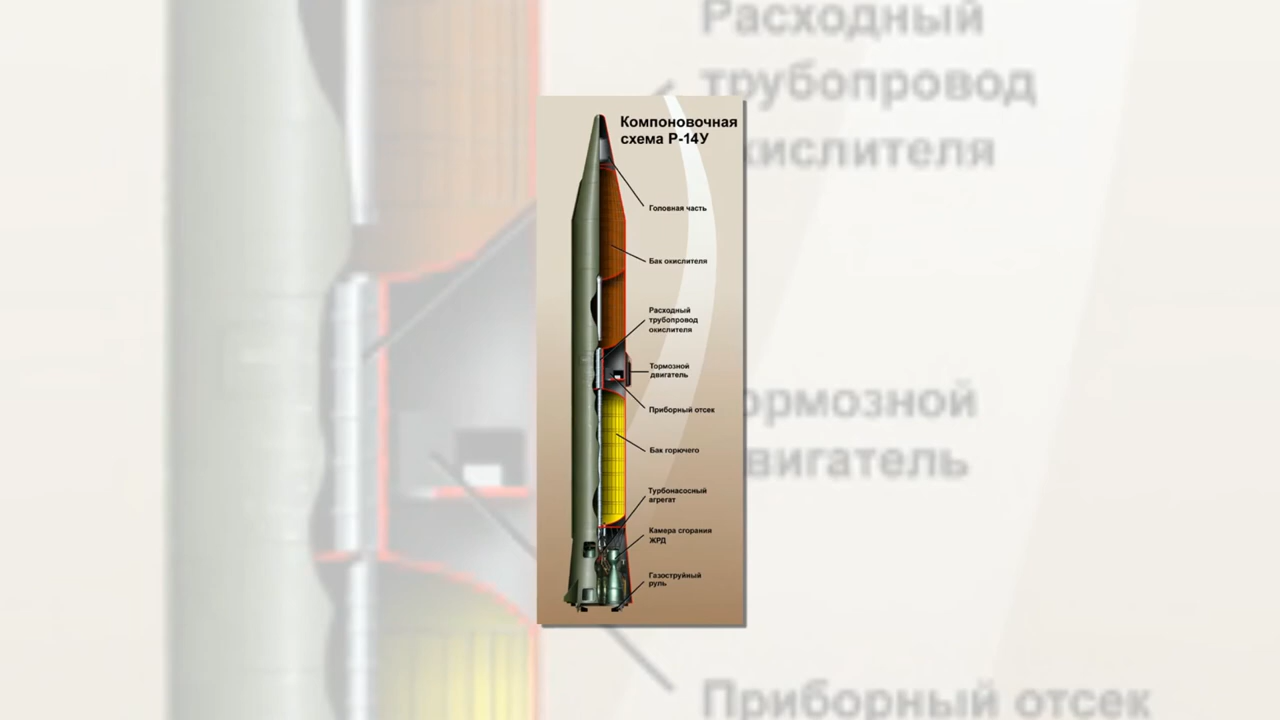 Компоновочная
схема Р-14У
Головная часть
Бак окислителя
Расходный
трубопровод
окислителя
Тормозной
двигатель
Приборный отсек
Бак горючего
Турбонасосный
агрегат
Камера сгорания
ЖРД
Газоструйный
руль
Расходный
трубопровод
кислителя
ормозной
вигатель
Приборный отсек